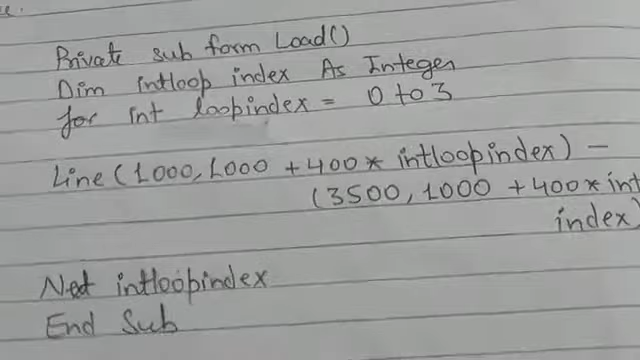 e.
Private sub form Load()
Dim intloop index As Integer
for int loopindex = 0 to 3
Line(1000,1000 +400* intloopindex) -
(3500,1000 +400*int
index)
Next intloopindex
End Sub